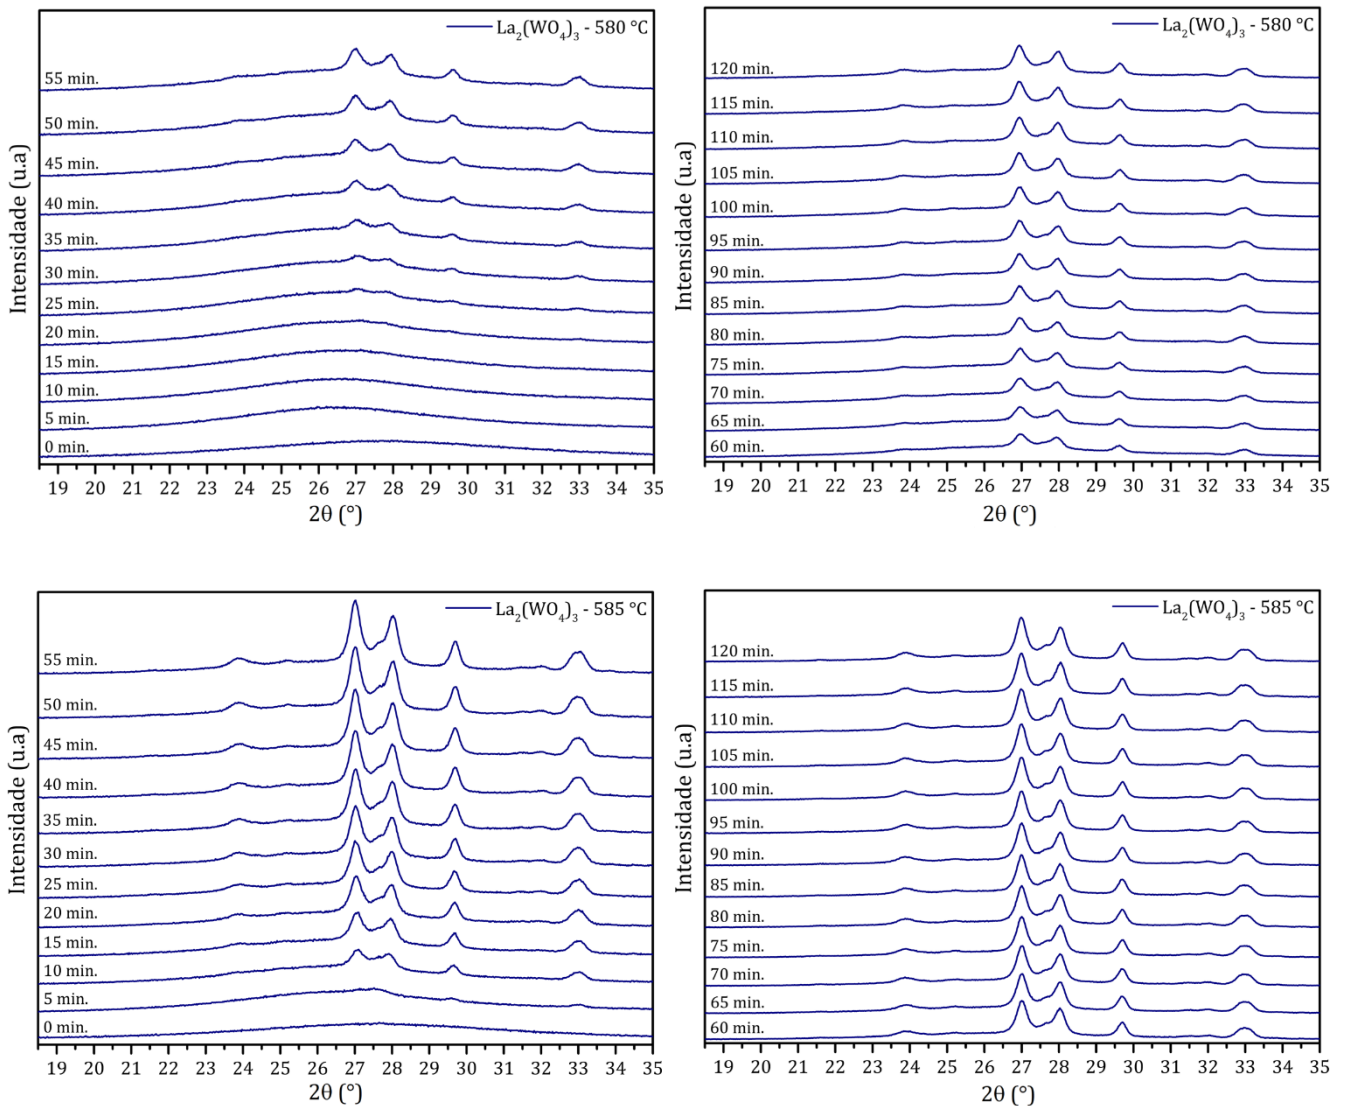 La2(WO4)3 - 580 °C
55 min.
50 min.
45 min.
40 min.
35 min.
30 min.
25 min.
20 min.
15 min.
10 min.
5 min.
0 min.
Intensidade (u.a)
19 20 21 22 23 24 25 26 27 28 29 30 31 32 33 34 35
2θ (°)
La2(WO4)3 - 580 °C
120 min.
115 min.
110 min.
105 min.
100 min.
95 min.
90 min.
85 min.
80 min.
75 min.
70 min.
65 min.
60 min.
Intensidade (u.a)
19 20 21 22 23 24 25 26 27 28 29 30 31 32 33 34 35
2θ (°)
La2(WO4)3 - 585 °C
55 min.
50 min.
45 min.
40 min.
35 min.
30 min.
25 min.
20 min.
15 min.
10 min.
5 min.
0 min.
Intensidade (u.a)
19 20 21 22 23 24 25 26 27 28 29 30 31 32 33 34 35
2θ (°)
La2(WO4)3 - 585 °C
120 min.
115 min.
110 min.
105 min.
100 min.
95 min.
90 min.
85 min.
80 min.
75 min.
70 min.
65 min.
60 min.
Intensidade (u.a)
19 20 21 22 23 24 25 26 27 28 29 30 31 32 33 34 35
2θ (°)